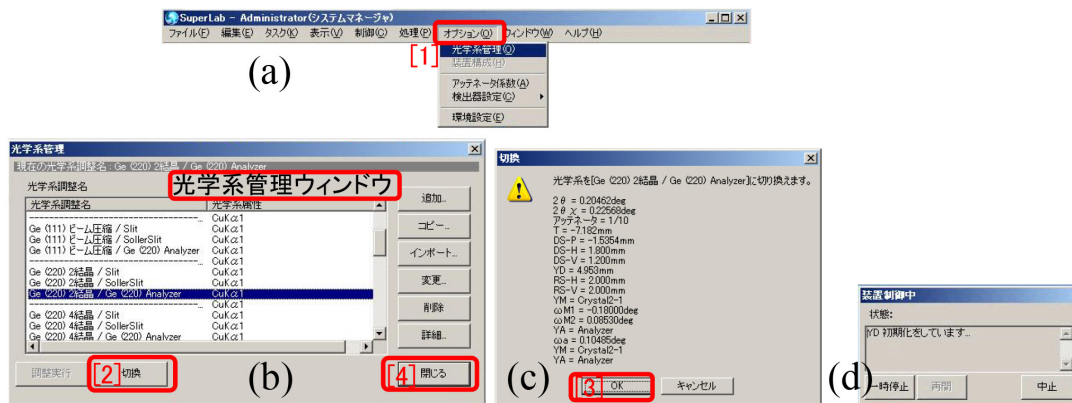 SuperLab - Administrator(システムマネージャ)
ファイル(F) 編集(E) タスク(K) 表示(V) 制御(C) 処理(P) オプション(O) ウィンドウ(W) ヘルプ(H)
[1]
光学系管理(O)
装置構成(H)
アッテネータ係数(A)
検出器設定(C)
環境設定(E)
(a)
光学系管理
現在の光学系調整名 : Ge (220) 2結晶 / Ge (220) Analyzer
光学系調整名
光学系管理ウィンドウ
光学系調整名 光学系属性
CuKα1
Ge (111) ビーム圧縮 / Slit CuKα1
Ge (111) ビーム圧縮 / SollerSlit CuKα1
Ge (111) ビーム圧縮 / Ge (220) Analyzer CuKα1
CuKα1
Ge (220) 2結晶 / Slit CuKα1
Ge (220) 2結晶 / SollerSlit CuKα1
Ge (220) 2結晶 / Ge (220) Analyzer CuKα1
CuKα1
Ge (220) 4結晶 / Slit CuKα1
Ge (220) 4結晶 / SollerSlit CuKα1
Ge (220) 4結晶 / Ge (220) Analyzer CuKα1
追加...
コピー...
インポート...
変更...
削除
詳細...
調整実行
[2] 切換
(b)
[4] 閉じる
切換
光学系を[Ge (220) 2結晶 / Ge (220) Analyzer]に切り換えます。
2θ = 0.20462deg
2θχ = 0.22568deg
アッテネータ = 1/10
T = -7.182mm
DS-P = -1.5354mm
DS-H = 1.800mm
DS-V = 1.200mm
YD = 4.953mm
RS-H = 2.000mm
RS-V = 2.000mm
YM = Crystal2-1
ωM1 = -0.18000deg
ωM2 = 0.08530deg
YA = Analyzer
ωa = 0.10485deg
YM = Crystal2-1
YA = Analyzer
(c)
[3] OK
キャンセル
装置制御中
状態:
YD 初期化をしています...
(d)
一時停止
再開
中止